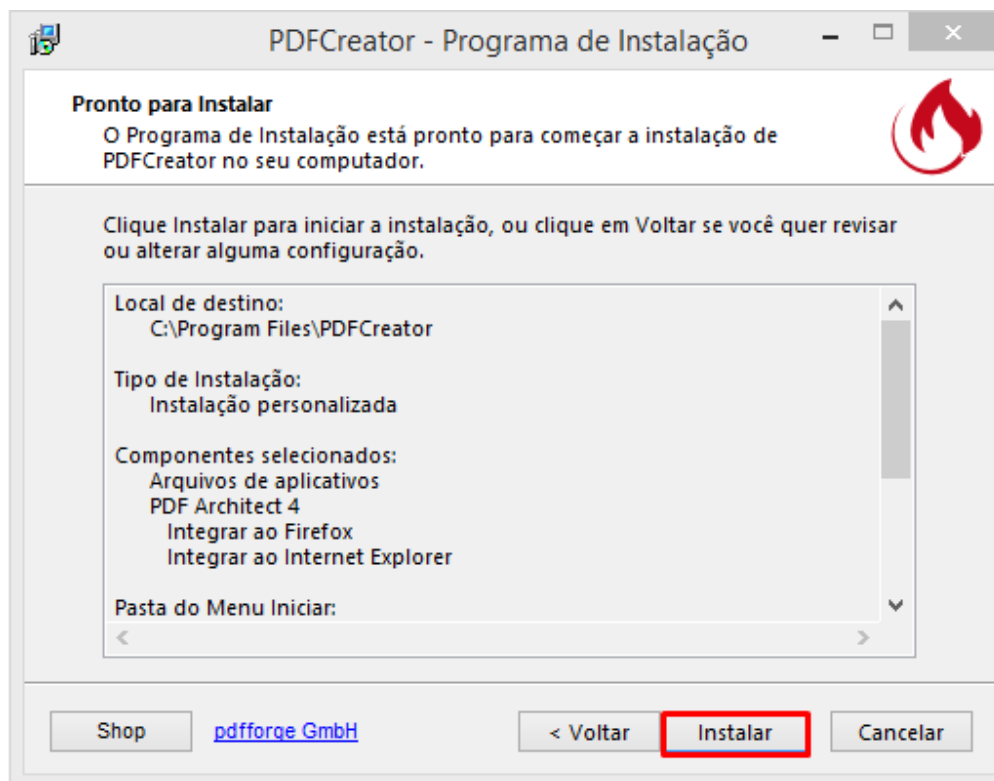 PDFCreator - Programa de Instalação
Pronto para Instalar
O Programa de Instalação está pronto para começar a instalação de
PDFCreator no seu computador.
Clique Instalar para iniciar a instalação, ou clique em Voltar se você quer revisar
ou alterar alguma configuração.
Local de destino:
C:\Program Files\PDFCreator
Tipo de Instalação:
Instalação personalizada
Componentes selecionados:
Arquivos de aplicativos
PDF Architect 4
Integrar ao Firefox
Integrar ao Internet Explorer
Pasta do Menu Iniciar:
Shop pdfforge GmbH < Voltar Instalar Cancelar